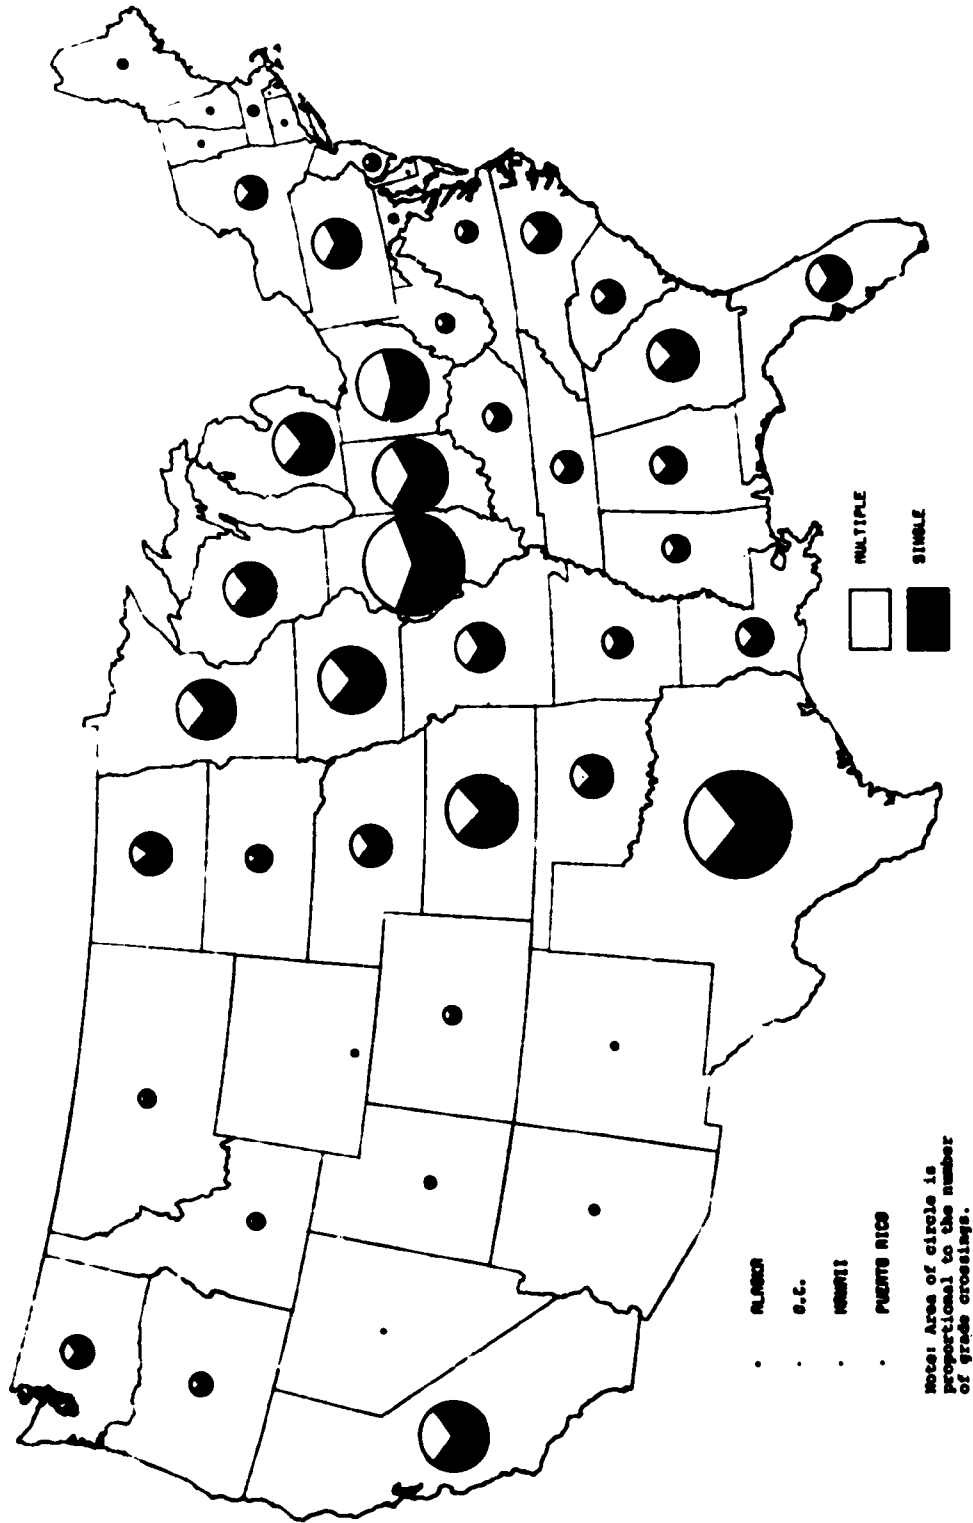 ALASKA
D.C.
HAWAII
PUERTO RICO
MULTIPLE
SINGLE
Note: Area of circle is
proportional to the number
of grade crossings.